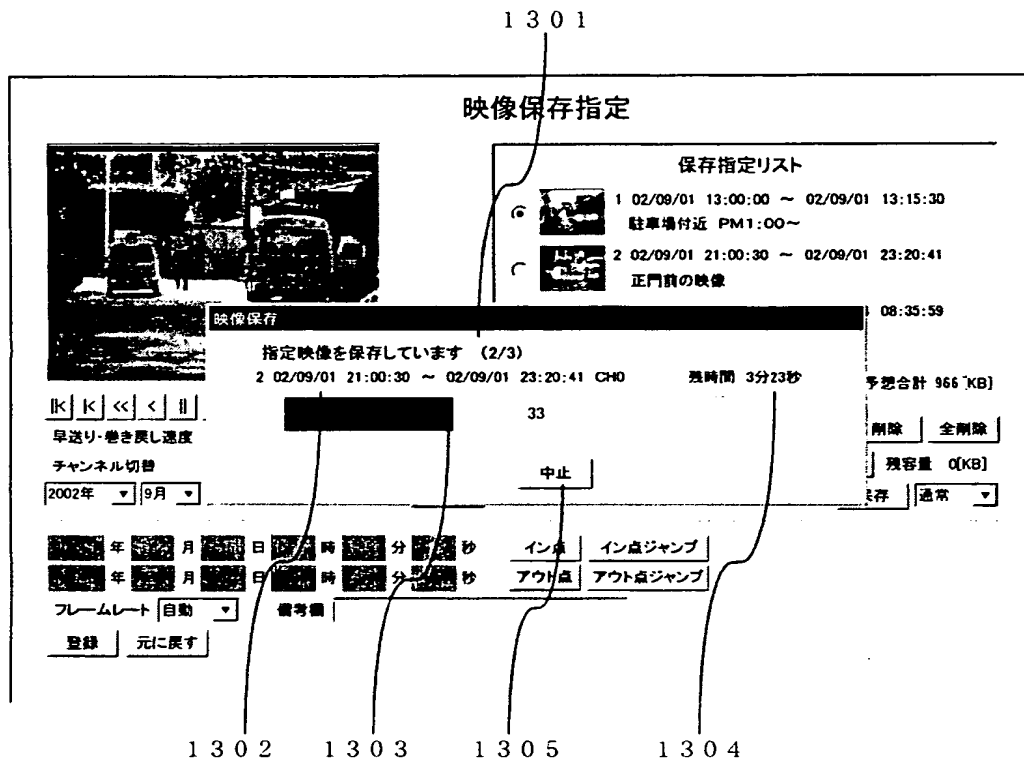 1301
映像保存指定
保存指定リスト
1 02/09/01 13:00:00 ～ 02/09/01 13:15:30
駐車場付近 PM1:00～
2 02/09/01 21:00:30 ～ 02/09/01 23:20:41
正門前の映像
08:35:59
映像保存
指定映像を保存しています (2/3)
2 02/09/01 21:00:30 ～ 02/09/01 23:20:41 CH0 残時間 3分23秒
33
中止
予想合計 966 [KB]
削除 全削除
残容量 0[KB]
保存 通常
|< |< << < ||
早送り・巻き戻し速度
チャンネル切替
2002年 9月
年 月 日 時 分 秒 イン点 イン点ジャンプ
年 月 日 時 分 秒 アウト点 アウト点ジャンプ
フレームレート 自動 備考欄
登録 元に戻す
1302 1303 1305 1304